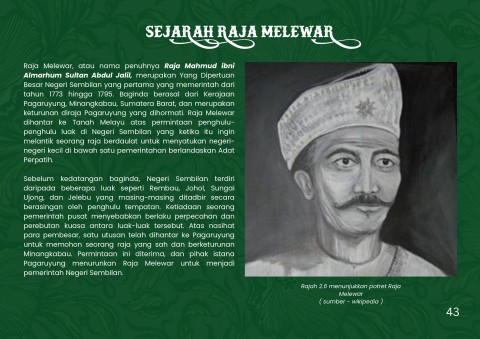 SEJARAH RAJA MELEWAR
Raja Melewar, atau nama penuhnya Raja Mahmud ibni
Almarhum Sultan Abdul Jalil, merupakan Yang Dipertuan
Besar Negeri Sembilan yang pertama yang memerintah dari
tahun 1773 hingga 1795. Baginda berasal dari Kerajaan
Pagaruyung, Minangkabau, Sumatera Barat, dan merupakan
keturunan diraja Pagaruyung yang dihormati. Raja Melewar
dihantar ke Tanah Melayu atas permintaan penghulu-
penghulu luak di Negeri Sembilan yang ketika itu ingin
melantik seorang raja berdaulat untuk menyatukan negeri-
negeri kecil di bawah satu pemerintahan berlandaskan Adat
Perpatih.
Sebelum kedatangan baginda, Negeri Sembilan terdiri
daripada beberapa luak seperti Rembau, Johol, Sungai
Ujong, dan Jelebu yang masing-masing ditadbir secara
berasingan oleh penghulu tempatan. Ketiadaan seorang
pemerintah pusat menyebabkan berlaku perpecahan dan
perebutan kuasa antara luak-luak tersebut. Atas nasihat
para pembesar, satu utusan telah dihantar ke Pagaruyung
untuk memohon seorang raja yang sah dan berketurunan
Minangkabau. Permintaan ini diterima, dan pihak istana
Pagaruyung menurunkan Raja Melewar untuk menjadi
pemerintah Negeri Sembilan.
Rajah 2.6 menunjukkan potret Raja
Melewar
( sumber - wikipedia )
43